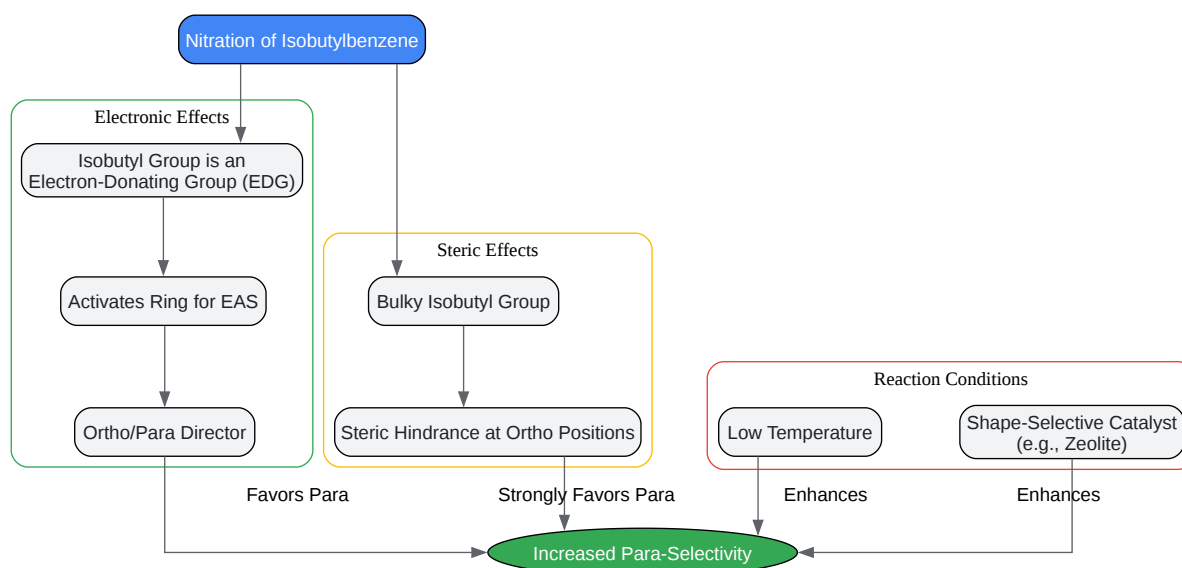 Nitration of Isobutylbenzene
Electronic Effects
Isobutyl Group is an
Electron-Donating Group (EDG)
Activates Ring for EAS
Ortho/Para Director
Steric Effects
Bulky Isobutyl Group
Steric Hindrance at Ortho Positions
Reaction Conditions
Low Temperature
Shape-Selective Catalyst
(e.g., Zeolite)
Favors Para
Strongly Favors Para
Enhances
Enhances
Increased Para-Selectivity